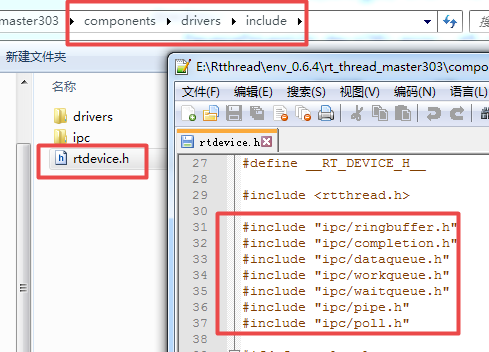 master303 ▸ components ▸ drivers ▸ include ▸
新建文件夹
名称
drivers
ipc
rtdevice.h
E:\Rtthread\env_0.6.4\rt_thread_master303\compo
文件(F) 编辑(E) 搜索(S) 视图(V) 编码(N) 语言(L)
rtdevice.h
27 #define __RT_DEVICE_H__
28
29 #include <rtthread.h>
30
31 #include "ipc/ringbuffer.h"
32 #include "ipc/completion.h"
33 #include "ipc/dataqueue.h"
34 #include "ipc/workqueue.h"
35 #include "ipc/waitqueue.h"
36 #include "ipc/pipe.h"
37 #include "ipc/poll.h"
38